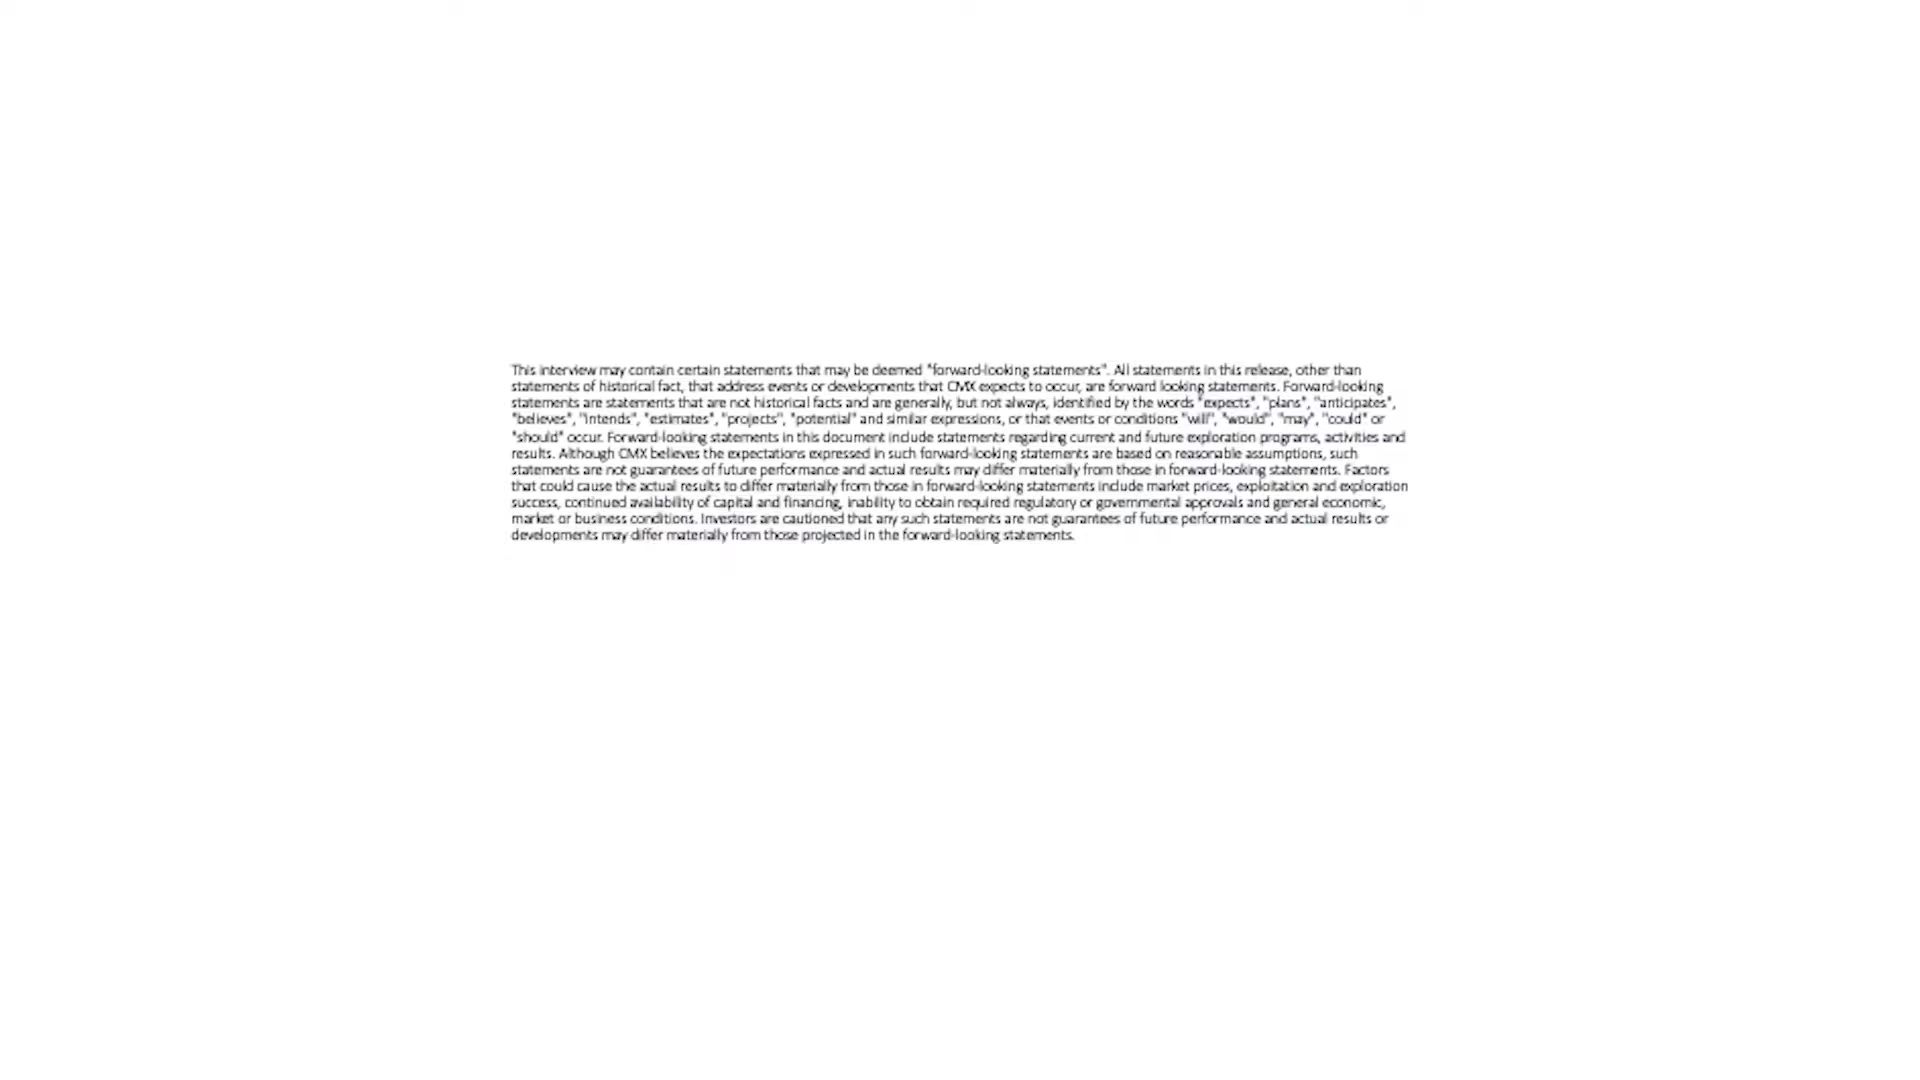 This interview may contain certain statements that may be deemed "forward-looking statements". All statements in this release, other than
statements of historical fact, that address events or developments that CMX expects to occur, are forward looking statements. Forward-looking
statements are statements that are not historical facts and are generally, but not always, identified by the words "expects", "plans", "anticipates",
"believes", "intends", "estimates", "projects", "potential" and similar expressions, or that events or conditions "will", "would", "may", "could" or
"should" occur. Forward-looking statements in this document include statements regarding current and future exploration programs, activities and
results. Although CMX believes the expectations expressed in such forward-looking statements are based on reasonable assumptions, such
statements are not guarantees of future performance and actual results may differ materially from those in forward-looking statements. Factors
that could cause the actual results to differ materially from those in forward-looking statements include market prices, exploitation and exploration
success, continued availability of capital and financing, inability to obtain required regulatory or governmental approvals and general economic,
market or business conditions. Investors are cautioned that any such statements are not guarantees of future performance and actual results or
developments may differ materially from those projected in the forward-looking statements.